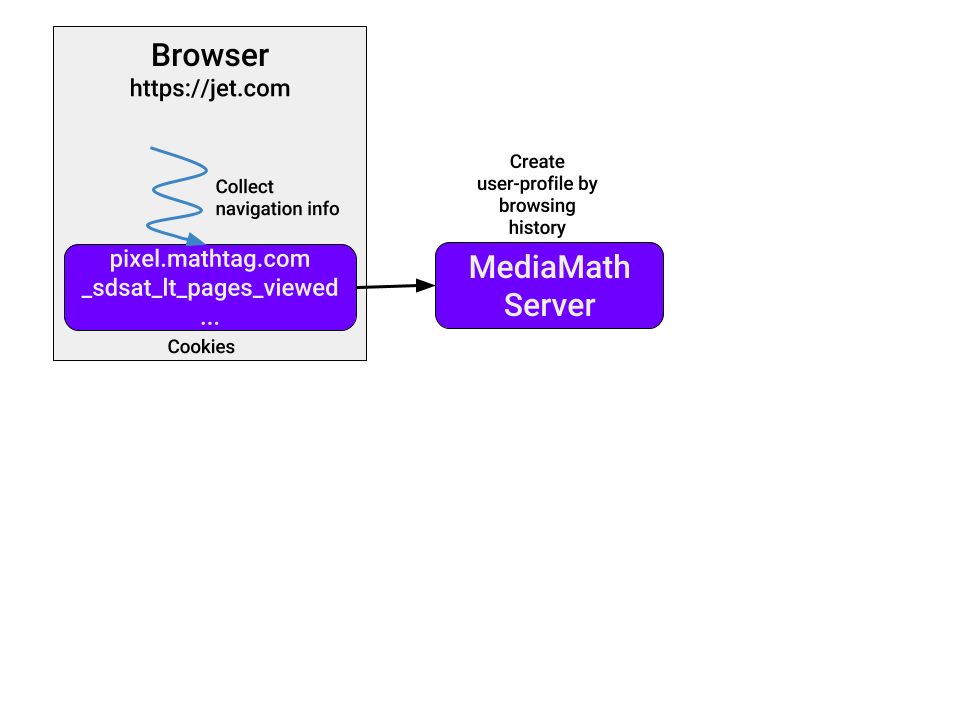 Browser
https://jet.com
Collect
navigation info
pixel.mathtag.com
_sdsat_lt_pages_viewed
...
Cookies
Create
user-profile by
browsing
history
MediaMath
Server